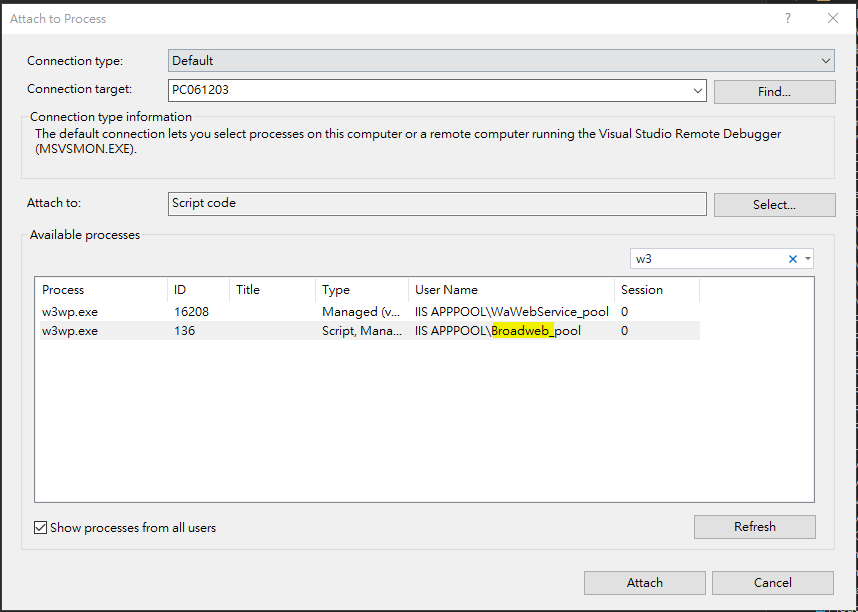 Attach to Process
Connection type: Default
Connection target: PC061203 Find...
Connection type information
The default connection lets you select processes on this computer or a remote computer running the Visual Studio Remote Debugger
(MSVSMON.EXE).
Attach to: Script code Select...
Available processes
w3
Process ID Title Type User Name Session
w3wp.exe 16208 Managed (v... IIS APPPOOL\WaWebService_pool 0
w3wp.exe 136 Script, Mana... IIS APPPOOL\Broadweb_pool 0
Show processes from all users Refresh
Attach Cancel